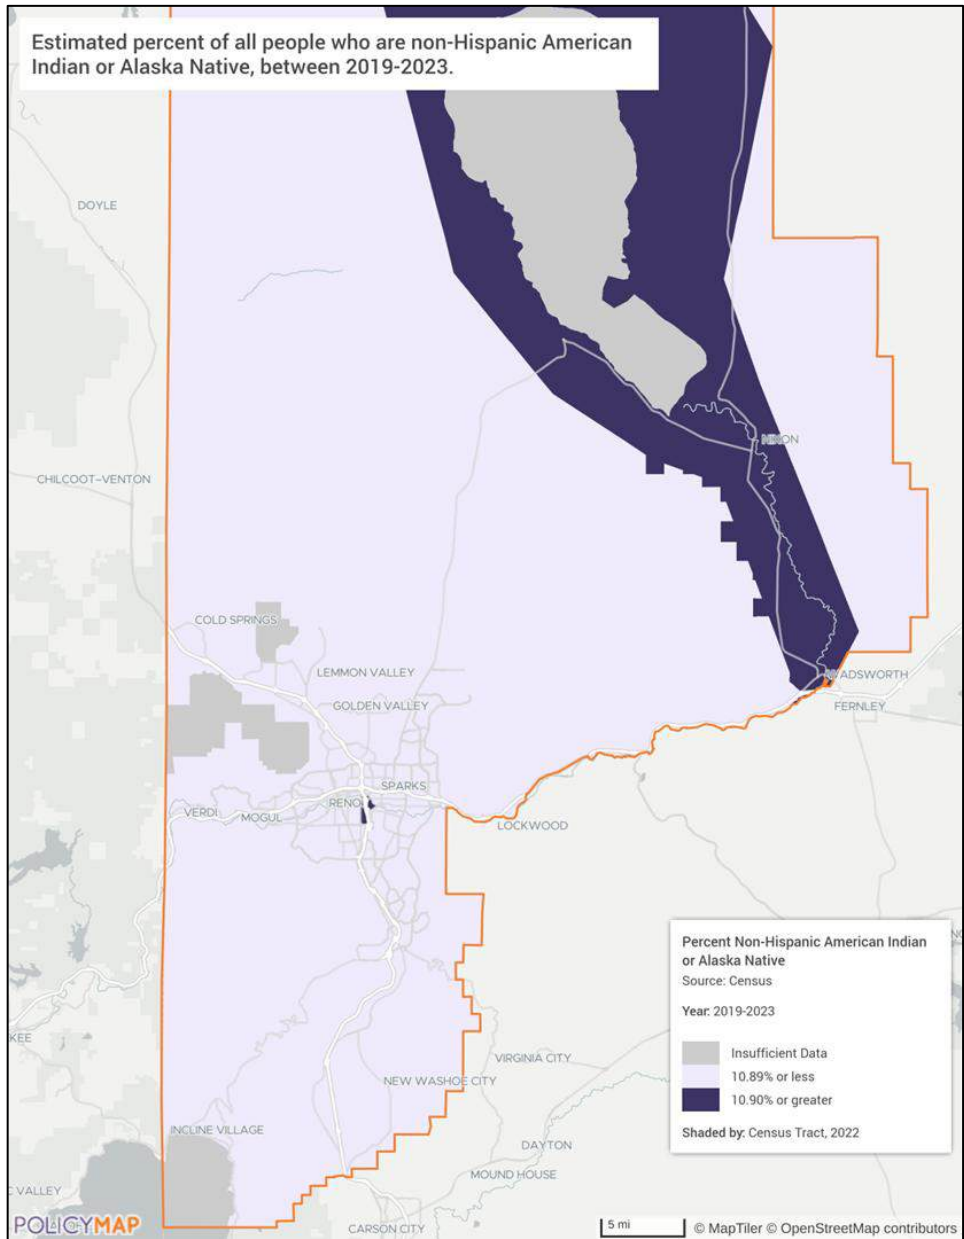 Estimated percent of all people who are non-Hispanic American
Indian or Alaska Native, between 2019-2023.
DOYLE
NIXON
CHILCOOT–VENTON
COLD SPRINGS
LEMMON VALLEY
WADSWORTH
GOLDEN VALLEY
FERNLEY
SPARKS
RENO
VERDI
MOGUL
LOCKWOOD
Percent Non-Hispanic American Indian
or Alaska Native
Source: Census
Year: 2019-2023
KEE
VIRGINIA CITY
Insufficient Data
NEW WASHOE CITY
10.89% or less
10.90% or greater
INCLINE VILLAGE
Shaded by: Census Tract, 2022
DAYTON
MOUND HOUSE
C VALLEY
POLICYMAP
CARSON CITY
5 mi
© MapTiler © OpenStreetMap contributors